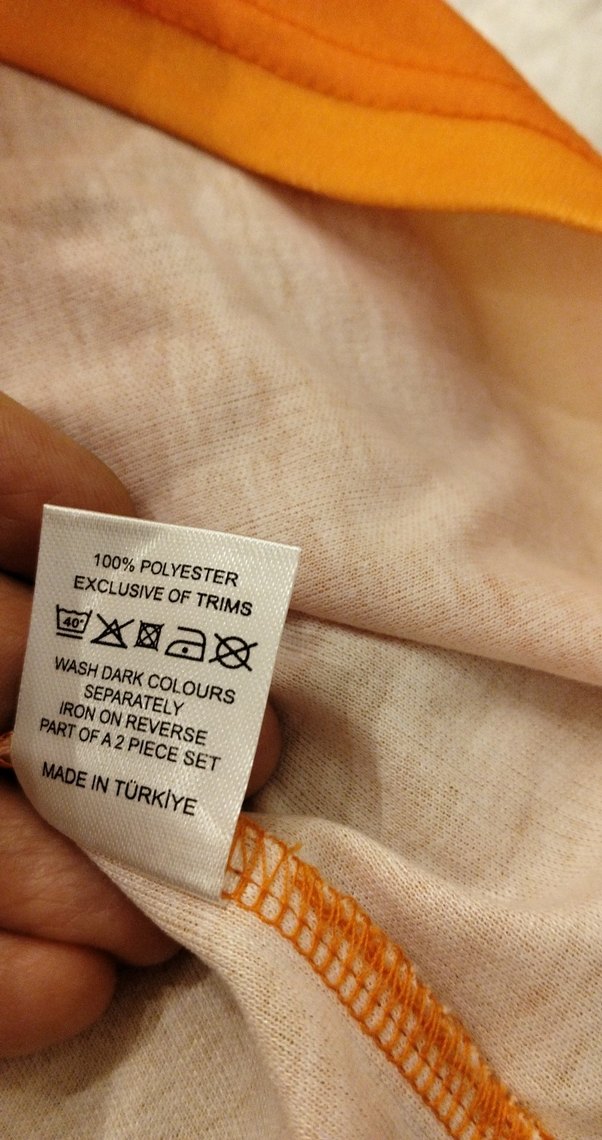 100% POLYESTER
EXCLUSIVE OF TRIMS
40°
WASH DARK COLOURS
SEPARATELY
IRON ON REVERSE
PART OF A 2 PIECE SET
MADE IN TÜRKİYE